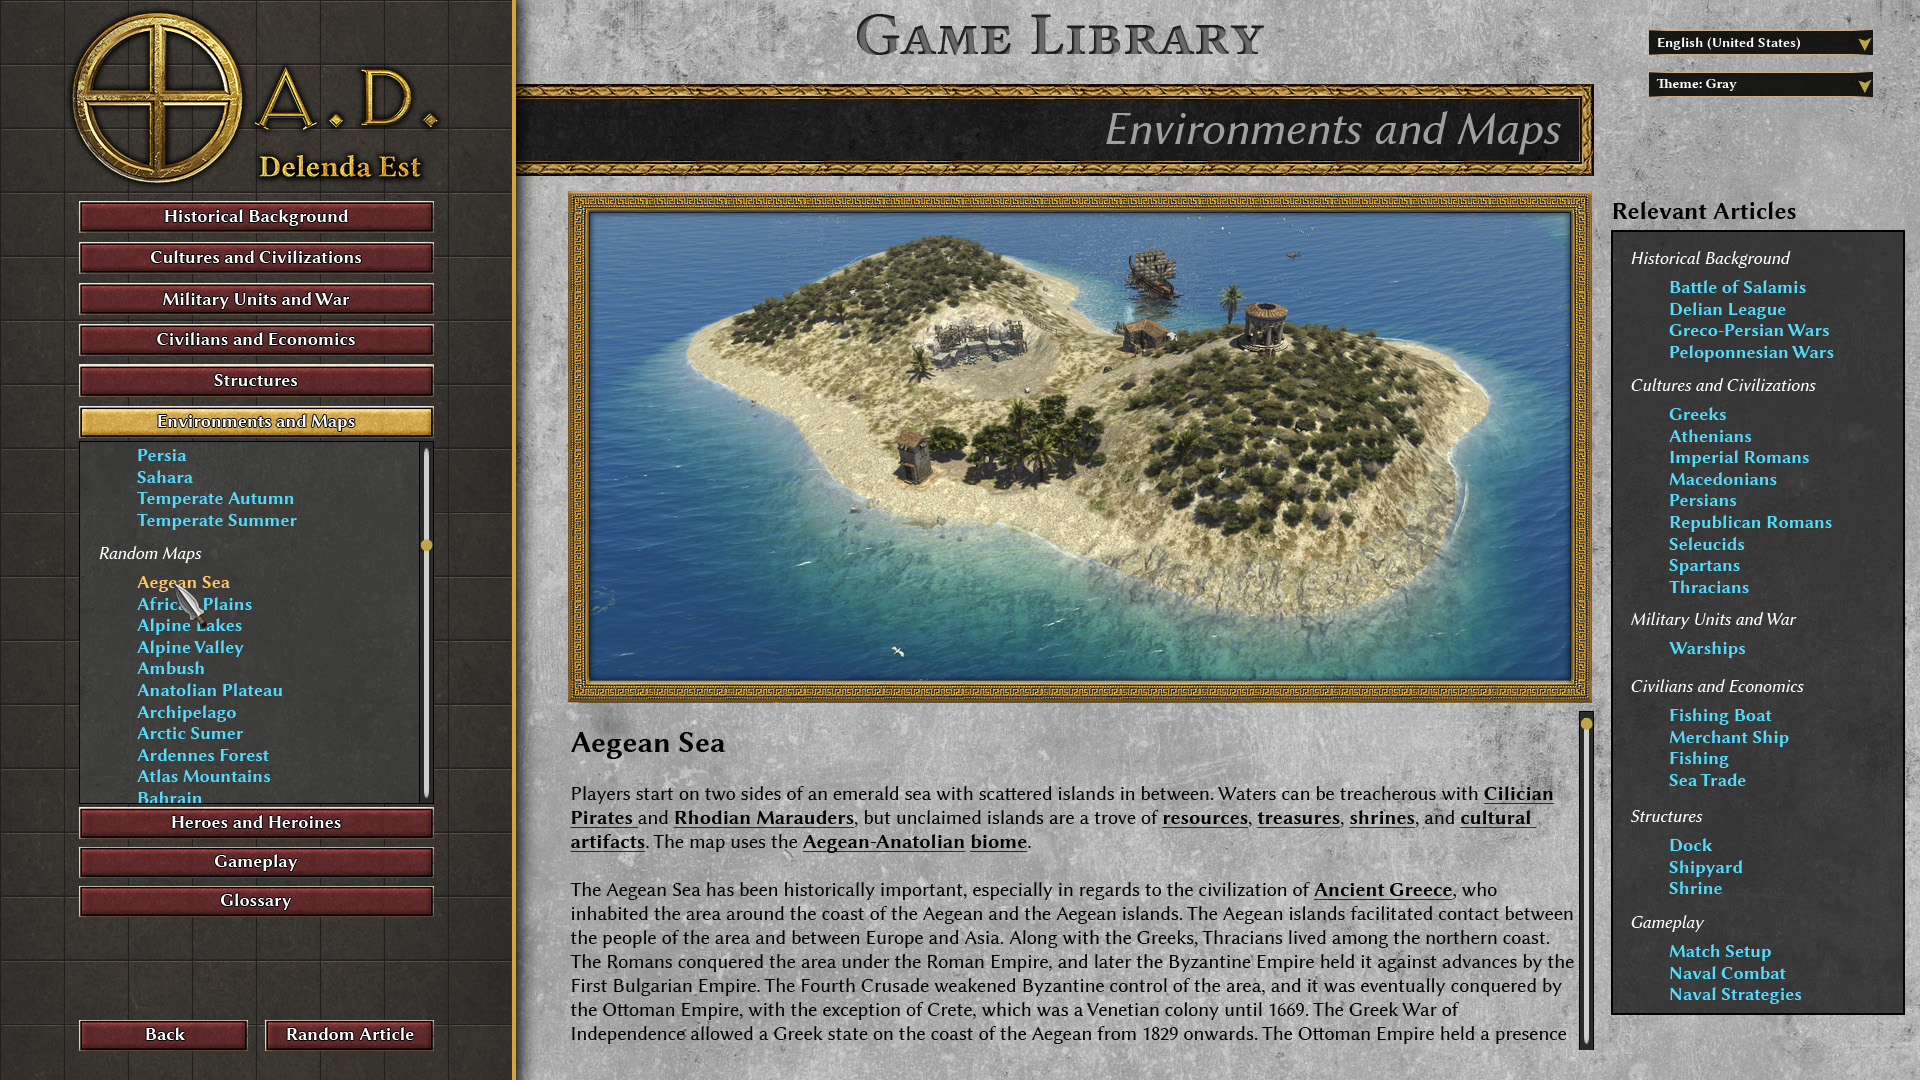 A. D.
Delenda Est
Historical Background
Cultures and Civilizations
Military Units and War
Civilians and Economics
Structures
Environments and Maps
Persia
Sahara
Temperate Autumn
Temperate Summer
Random Maps
Aegean Sea
African Plains
Alpine Lakes
Alpine Valley
Ambush
Anatolian Plateau
Archipelago
Arctic Sumer
Ardennes Forest
Atlas Mountains
Bahrain
Heroes and Heroines
Gameplay
Glossary
Back
Random Article
Game Library
Environments and Maps
Aegean Sea
Players start on two sides of an emerald sea with scattered islands in between. Waters can be treacherous with Cilician
Pirates and Rhodian Marauders, but unclaimed islands are a trove of resources, treasures, shrines, and cultural
artifacts. The map uses the Aegean-Anatolian biome.
The Aegean Sea has been historically important, especially in regards to the civilization of Ancient Greece, who
inhabited the area around the coast of the Aegean and the Aegean islands. The Aegean islands facilitated contact between
the people of the area and between Europe and Asia. Along with the Greeks, Thracians lived among the northern coast.
The Romans conquered the area under the Roman Empire, and later the Byzantine Empire held it against advances by the
First Bulgarian Empire. The Fourth Crusade weakened Byzantine control of the area, and it was eventually conquered by
the Ottoman Empire, with the exception of Crete, which was a Venetian colony until 1669. The Greek War of
Independence allowed a Greek state on the coast of the Aegean from 1829 onwards. The Ottoman Empire held a presence
English (United States)
Theme: Gray
Relevant Articles
Historical Background
Battle of Salamis
Delian League
Greco-Persian Wars
Peloponnesian Wars
Cultures and Civilizations
Greeks
Athenians
Imperial Romans
Macedonians
Persians
Republican Romans
Seleucids
Spartans
Thracians
Military Units and War
Warships
Civilians and Economics
Fishing Boat
Merchant Ship
Fishing
Sea Trade
Structures
Dock
Shipyard
Shrine
Gameplay
Match Setup
Naval Combat
Naval Strategies